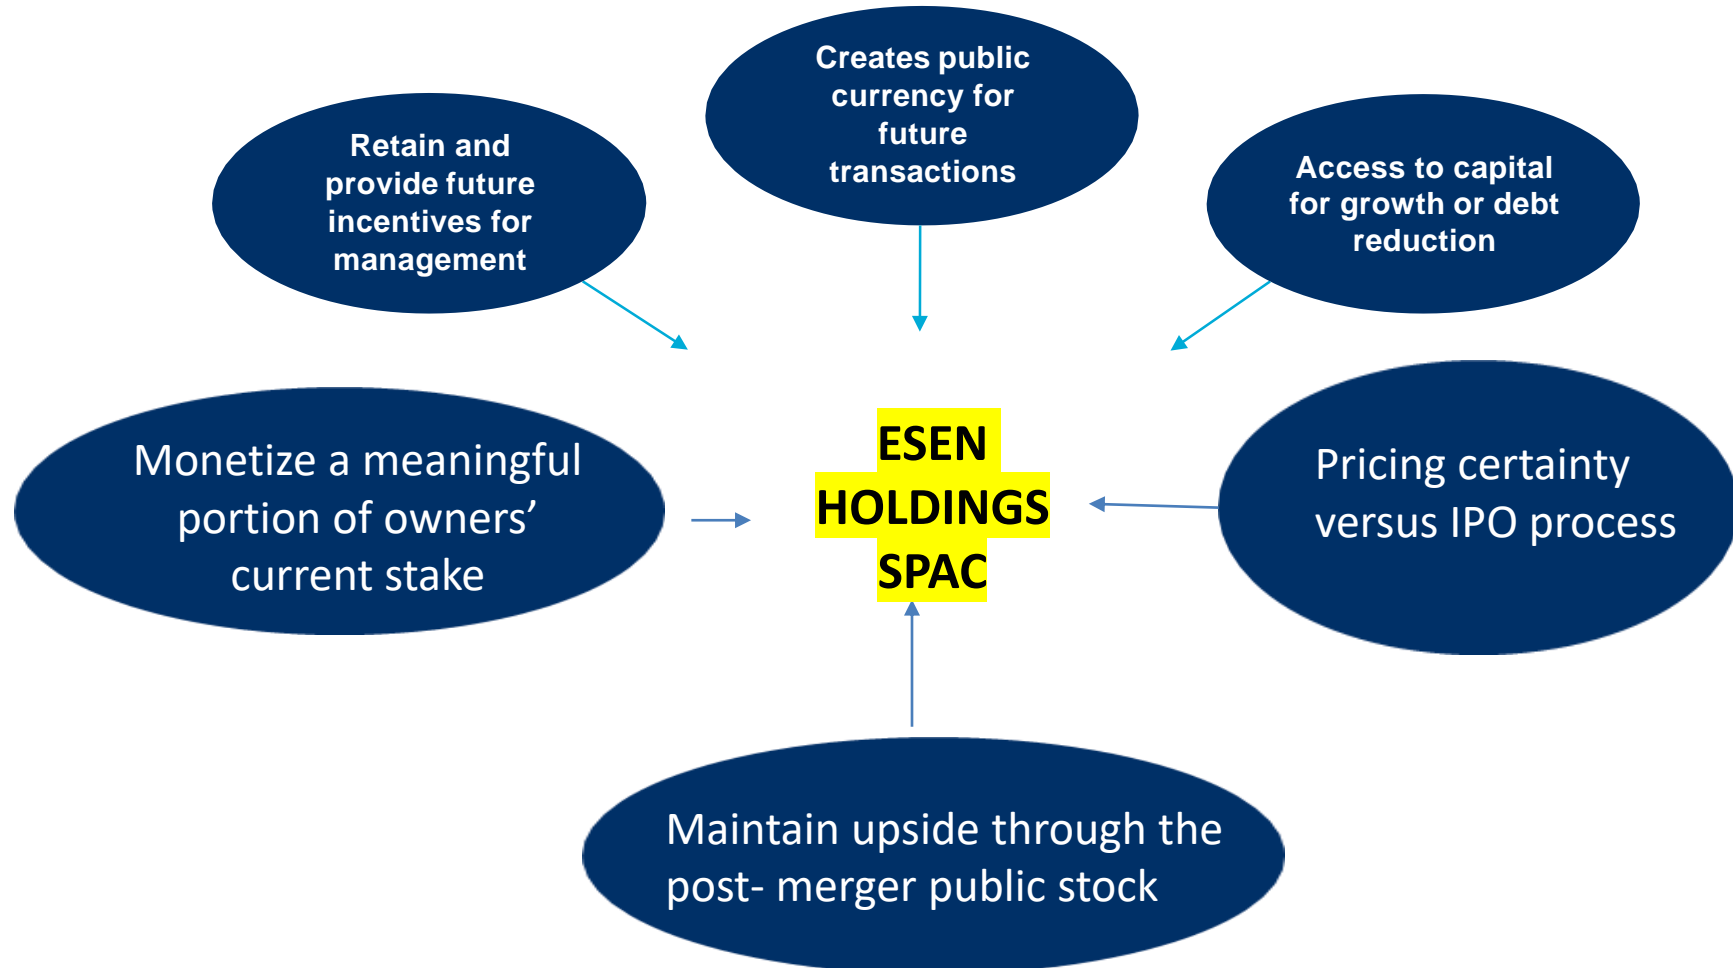 Creates public
currency for
future
transactions
Retain and
provide future
incentives for
management
Access to capital
for growth or debt
reduction
Monetize a meaningful
portion of owners’
current stake
ESEN
HOLDINGS
SPAC
Pricing certainty
versus IPO process
Maintain upside through the
post- merger public stock